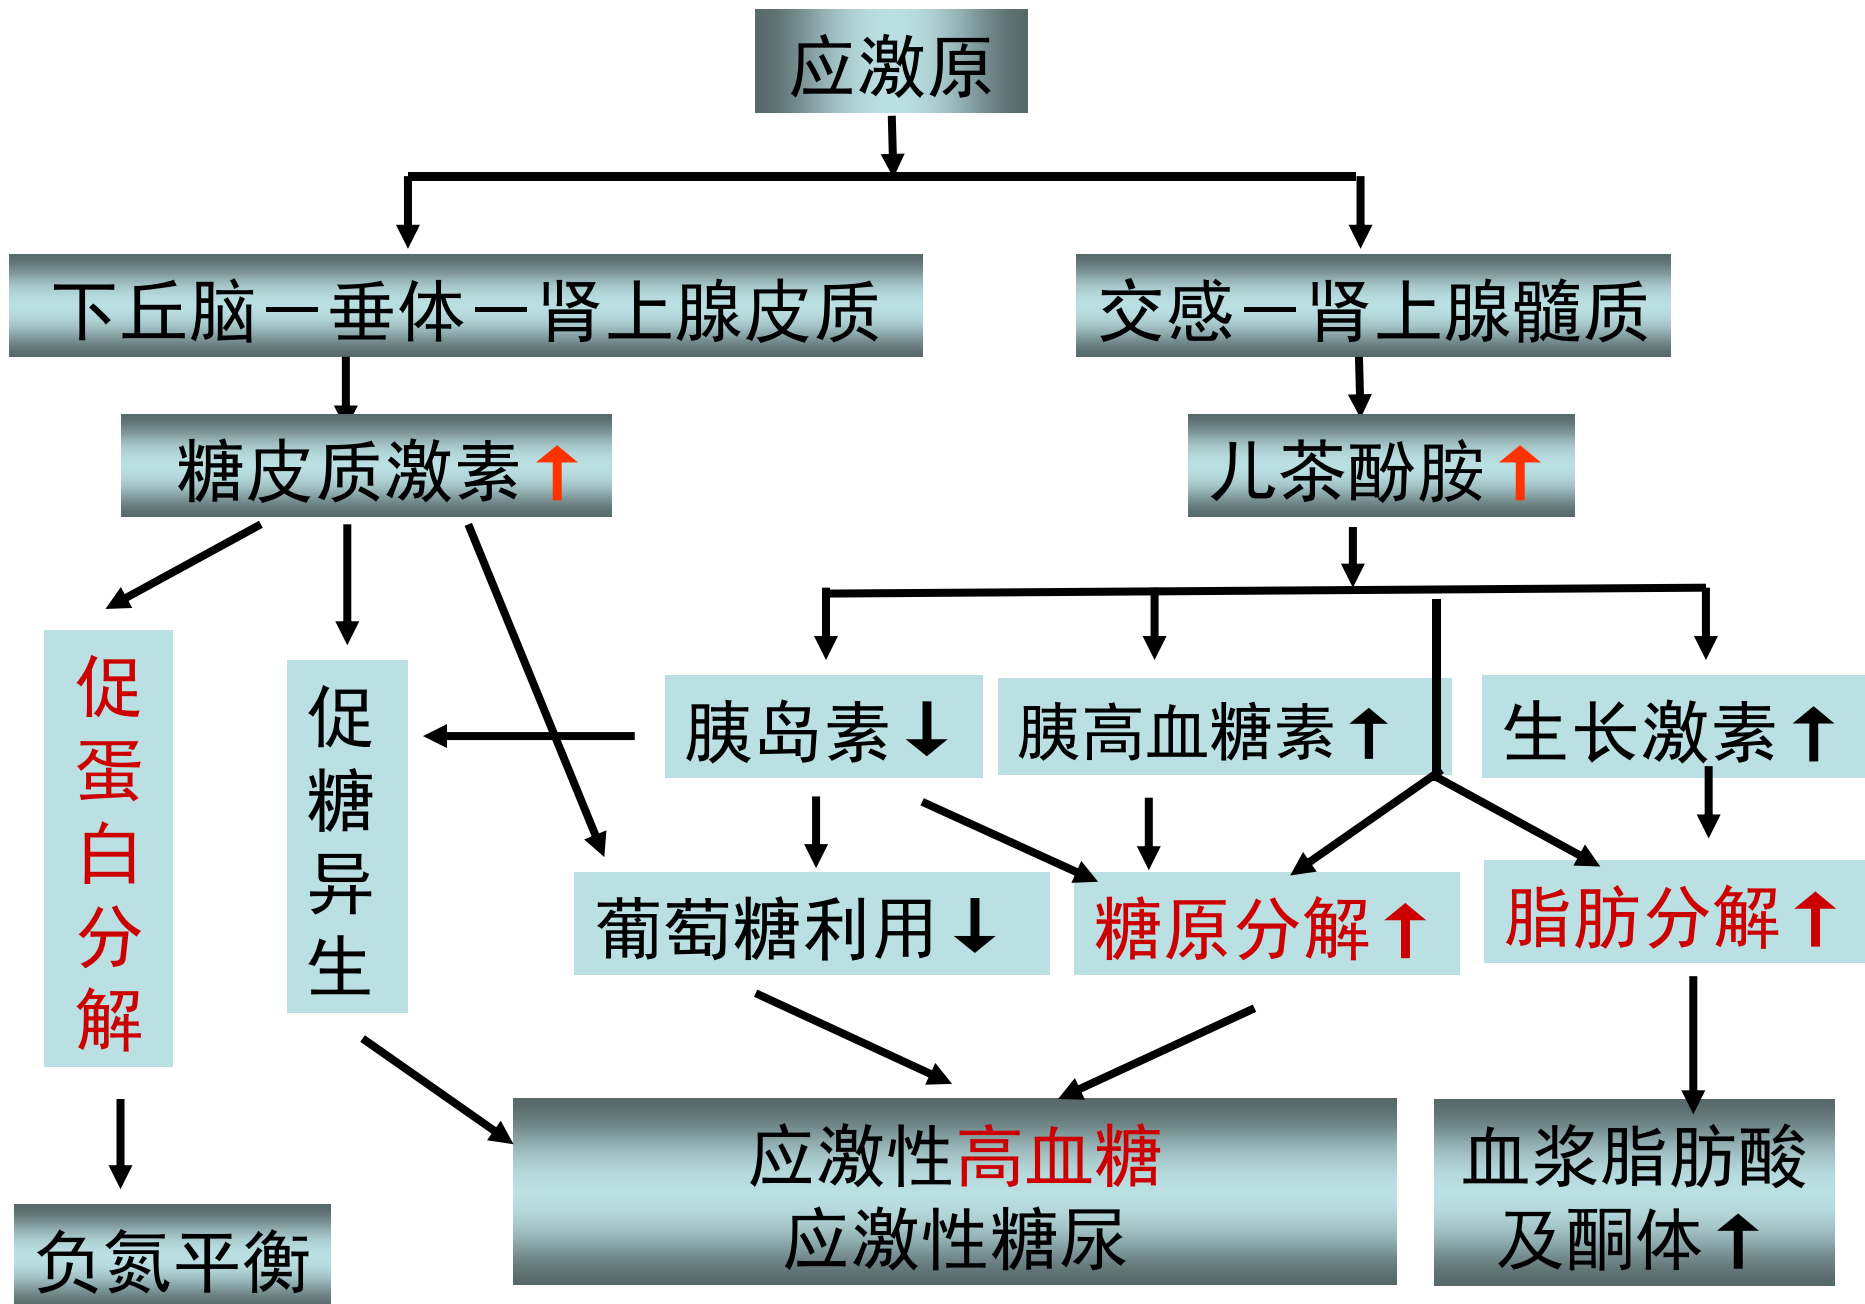 应激原
下丘脑－垂体－肾上腺皮质
交感－肾上腺髓质
糖皮质激素↑
儿茶酚胺↑
促蛋白分解
促糖异生
胰岛素↓
胰高血糖素↑
生长激素↑
葡萄糖利用↓
糖原分解↑
脂肪分解↑
负氮平衡
应激性高血糖
应激性糖尿
血浆脂肪酸
及酮体↑